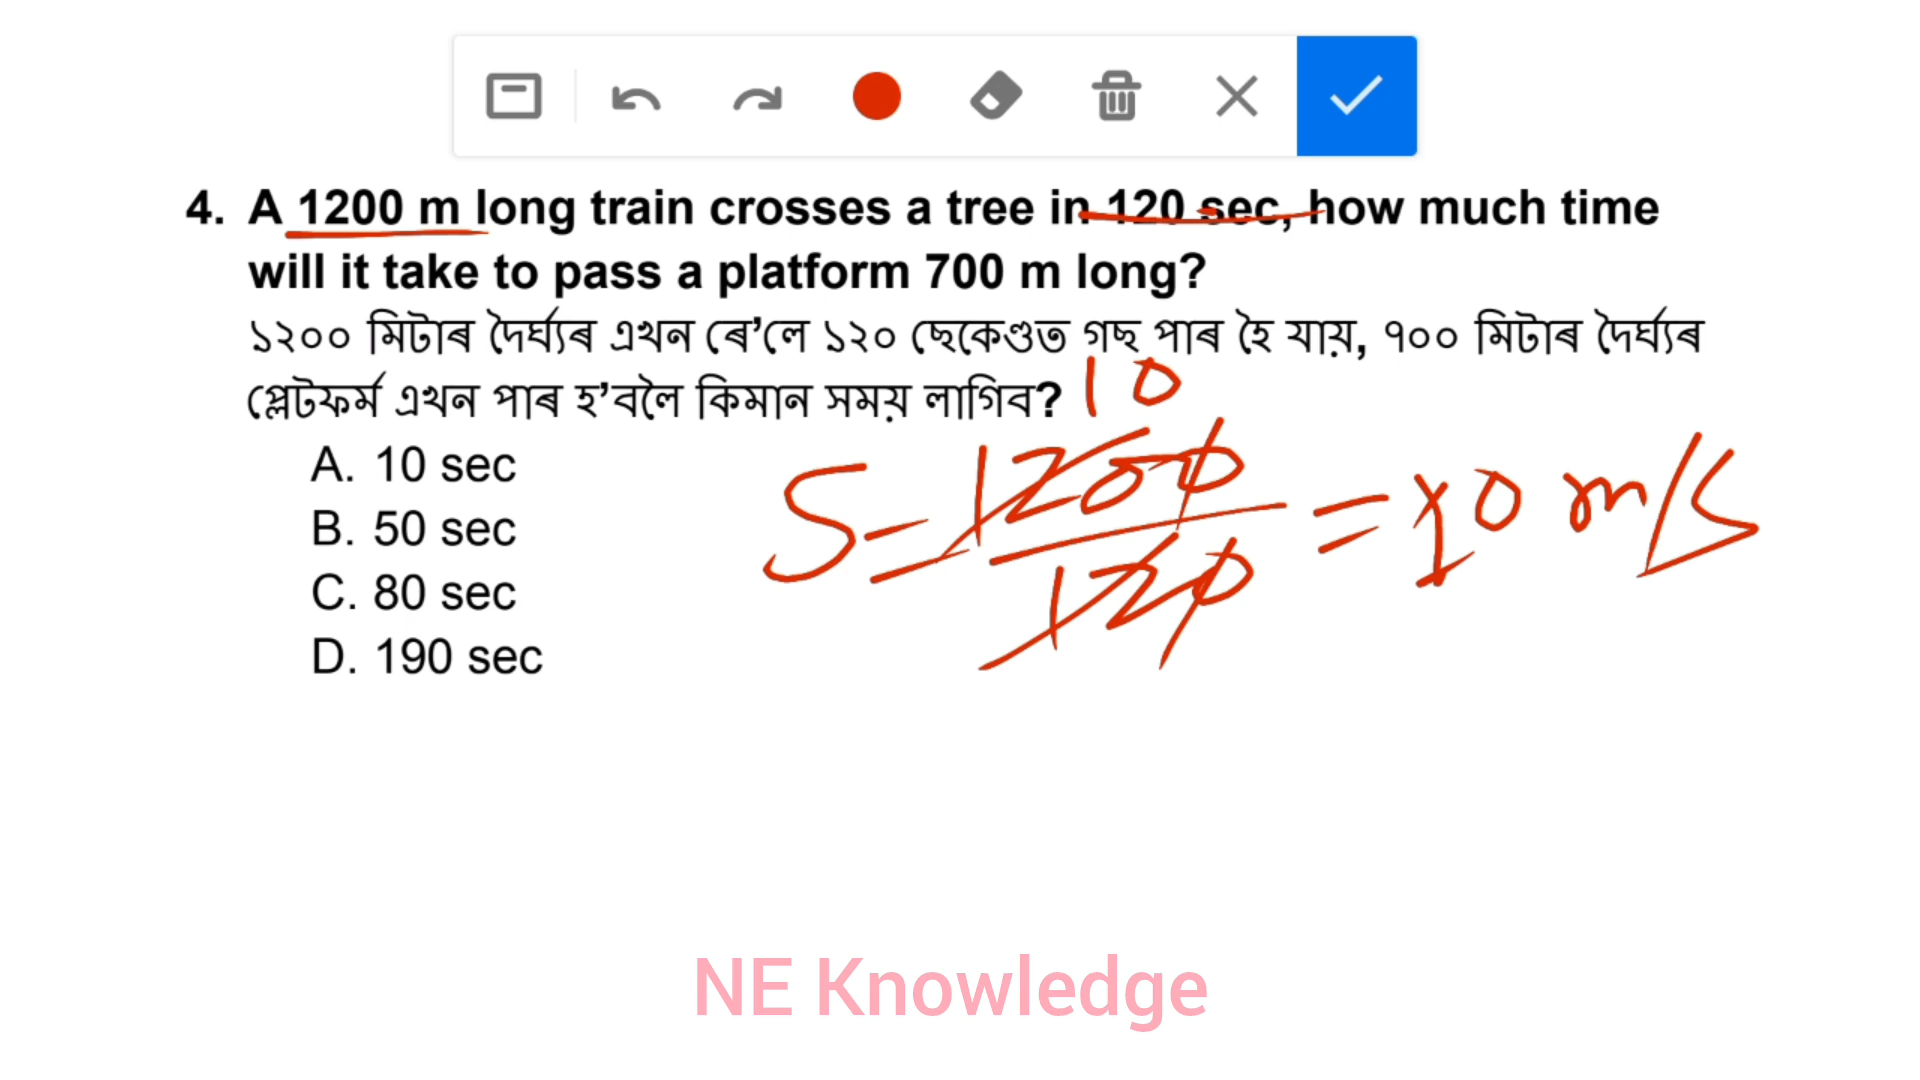 4. A 1200 m long train crosses a tree in 120 sec, how much time
will it take to pass a platform 700 m long?
১২০০ মিটাৰ দৈৰ্ঘ্যৰ এখন ৰে’লে ১২০ ছেকেণ্ডত গছ পাৰ হৈ যায়, ৭০০ মিটাৰ দৈৰ্ঘ্যৰ
প্লেটফৰ্ম এখন পাৰ হ’বলৈ কিমান সময় লাগিব?
10
A. 10 sec
B. 50 sec
C. 80 sec
D. 190 sec
S = 1200 / 120 = 10 m/s
NE Knowledge